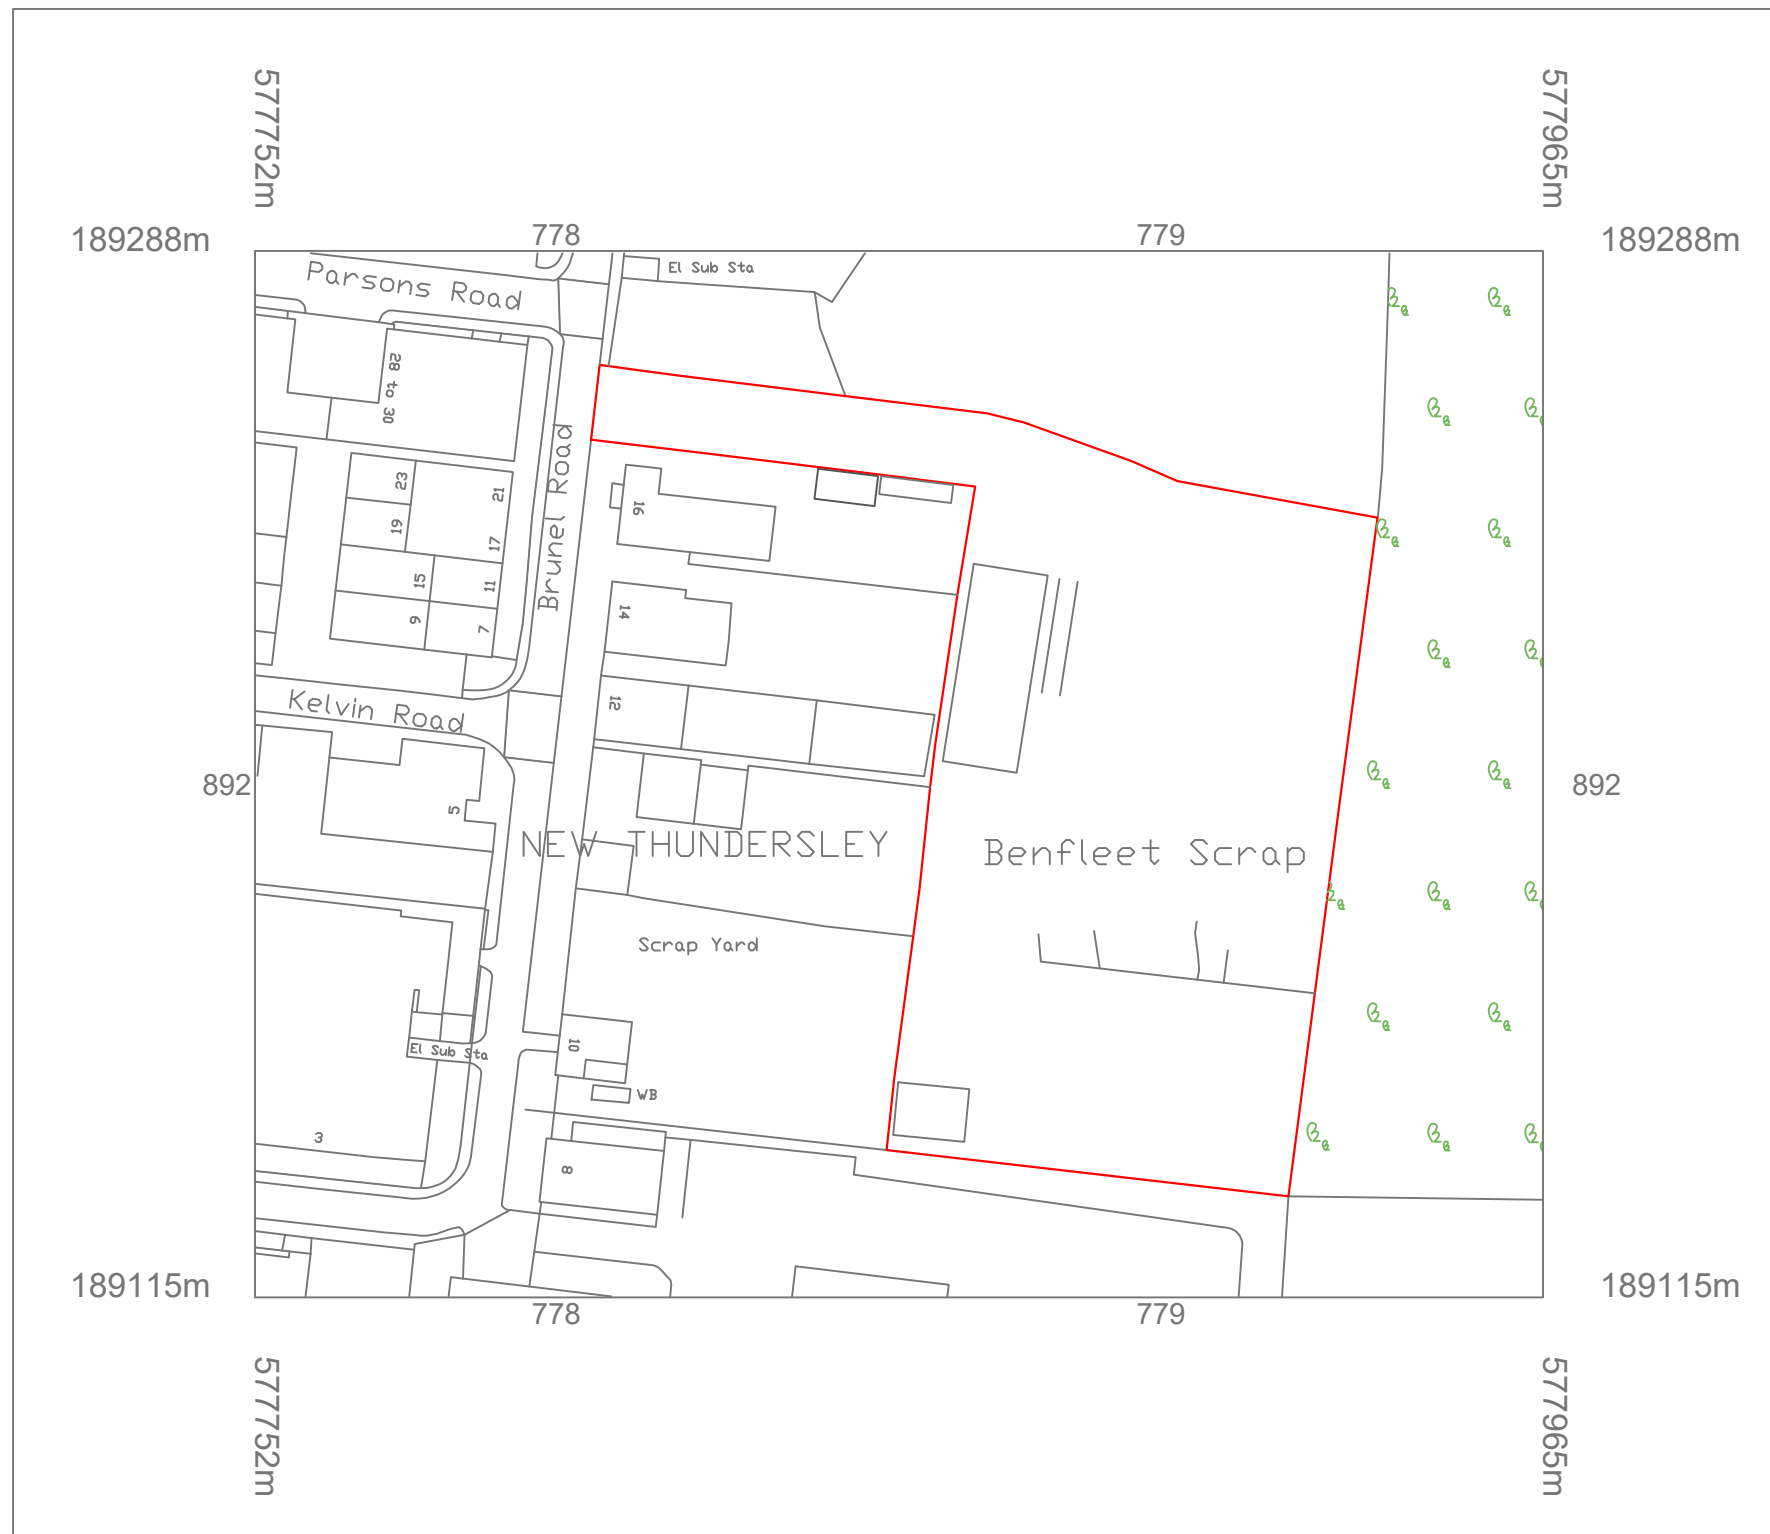 577752m
577965m
189288m
778
779
189288m
El Sub Sta
Parsons Road
28 to 30
Brunel Road
23
21
19
17
16
15
11
9
7
14
Kelvin Road
12
892
892
5
NEW THUNDERSLEY
Benfleet Scrap
Scrap Yard
10
El Sub Sta
WB
3
8
189115m
189115m
778
779
577752m
577965m